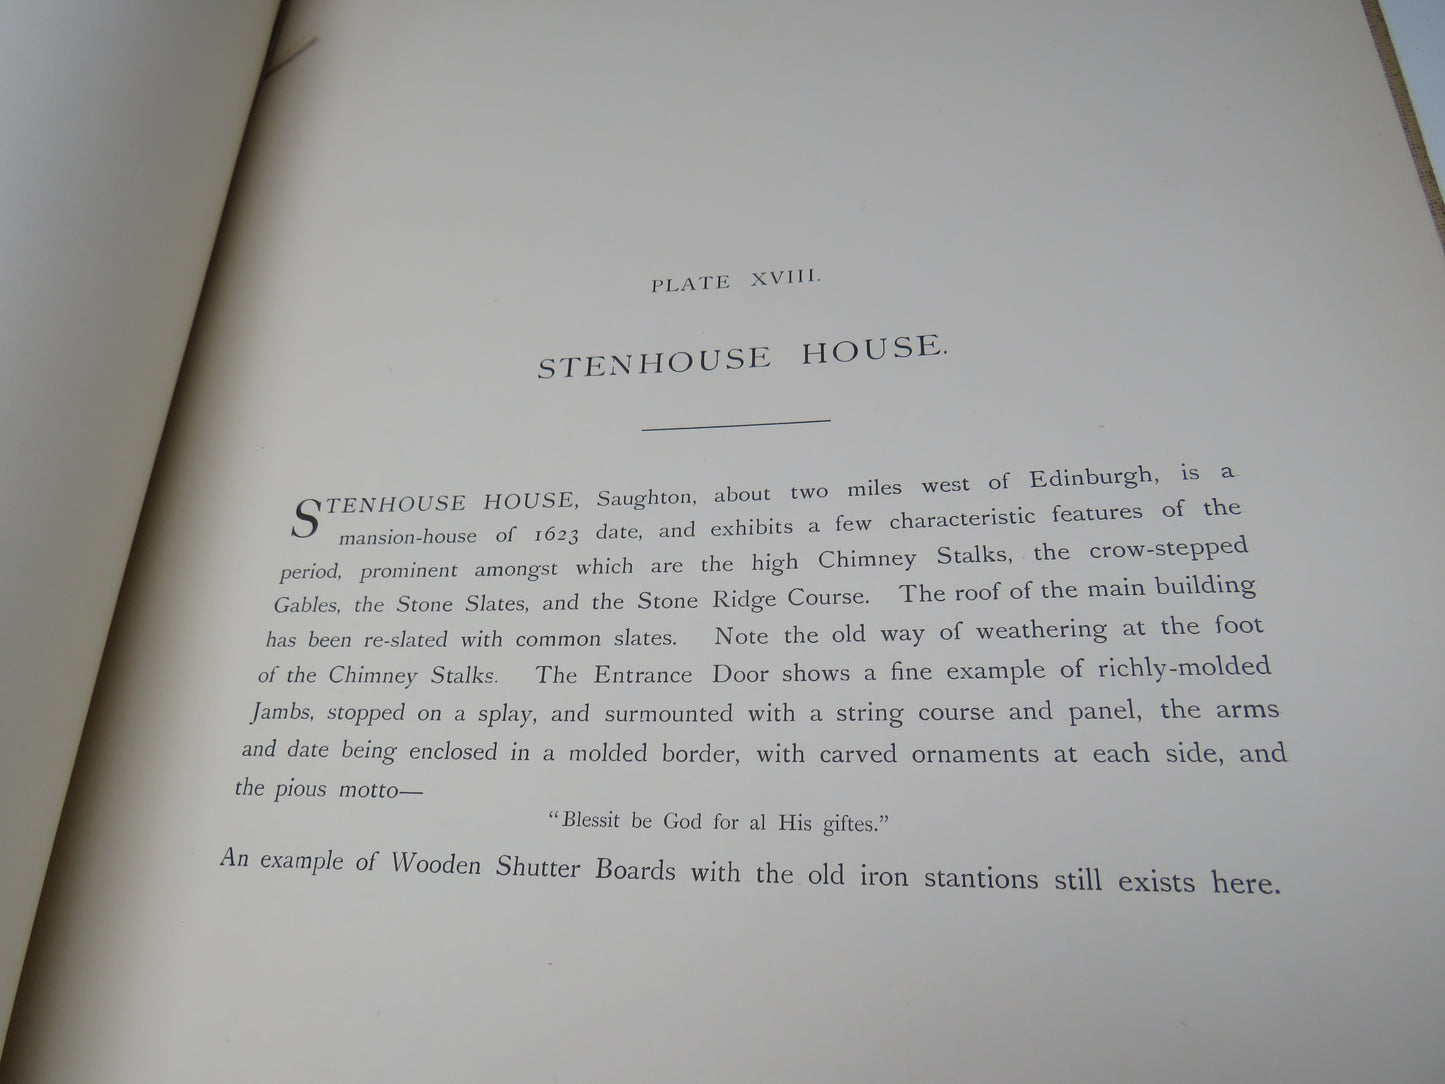 PLATE XVIII.
STENHOUSE HOUSE.
STENHOUSE HOUSE, Saughton, about two miles west of Edinburgh, is a
mansion-house of 1623 date, and exhibits a few characteristic features of the
period, prominent amongst which are the high Chimney Stalks, the crow-stepped
Gables, the Stone Slates, and the Stone Ridge Course. The roof of the main building
has been re-slated with common slates. Note the old way of weathering at the foot
of the Chimney Stalks. The Entrance Door shows a fine example of richly-molded
Jambs, stopped on a splay, and surmounted with a string course and panel, the arms
and date being enclosed in a molded border, with carved ornaments at each side, and
the pious motto—
“Blessit be God for al His giftes.”
An example of Wooden Shutter Boards with the old iron stantions still exists here.